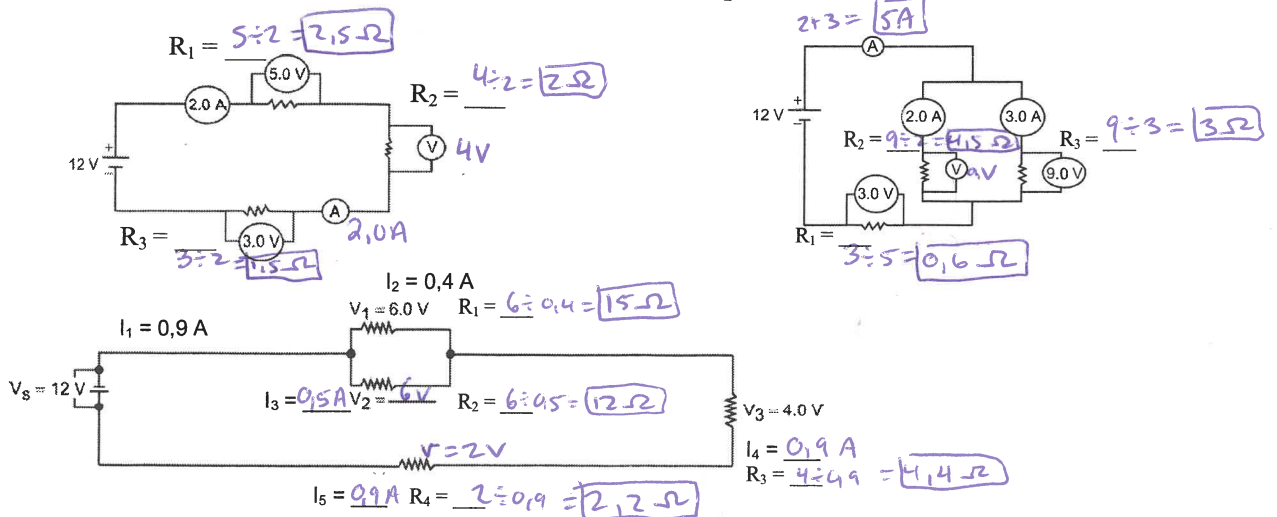 R₁ = 5÷2 = 2,5 Ω
5.0 V
2.0 A
R₂ = 4÷2 = 2 Ω
+
12 V
V
4V
A
2,0A
R₃ = 3÷2 = 1,5 Ω
3.0 V
2+3 = 5A
A
+
12 V
2.0 A
3.0 A
R₂ = 9÷2 = 4,5 Ω
R₃ = 9÷3 = 3 Ω
V
9.0 V
3.0 V
R₁ = 3÷5 = 0,6 Ω
I₂ = 0,4 A
V₁ = 6.0 V R₁ = 6÷0,4 = 15 Ω
I₁ = 0,9 A
Vs = 12 V
I₃ = 0,5A V₂ = 6V R₂ = 6÷0,5 = 12 Ω
V₃ = 4.0 V
V = 2V
I₄ = 0,9 A
R₃ = 4÷0,9 = 4,4 Ω
I₅ = 0,9A R₄ = 2÷0,9 = 2,2 Ω